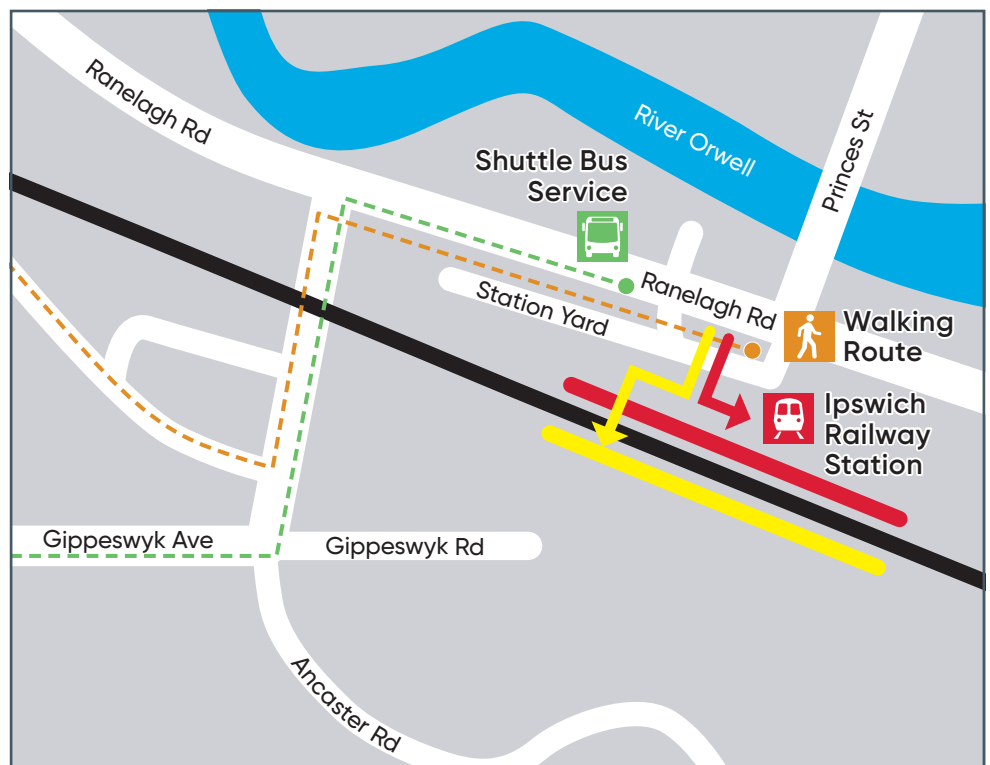 Ranelagh Rd
River Orwell
Princes St
Shuttle Bus
Service
Ranelagh Rd
Station Yard
Walking
Route
Ipswich
Railway
Station
Gippeswyk Ave
Gippeswyk Rd
Ancaster Rd